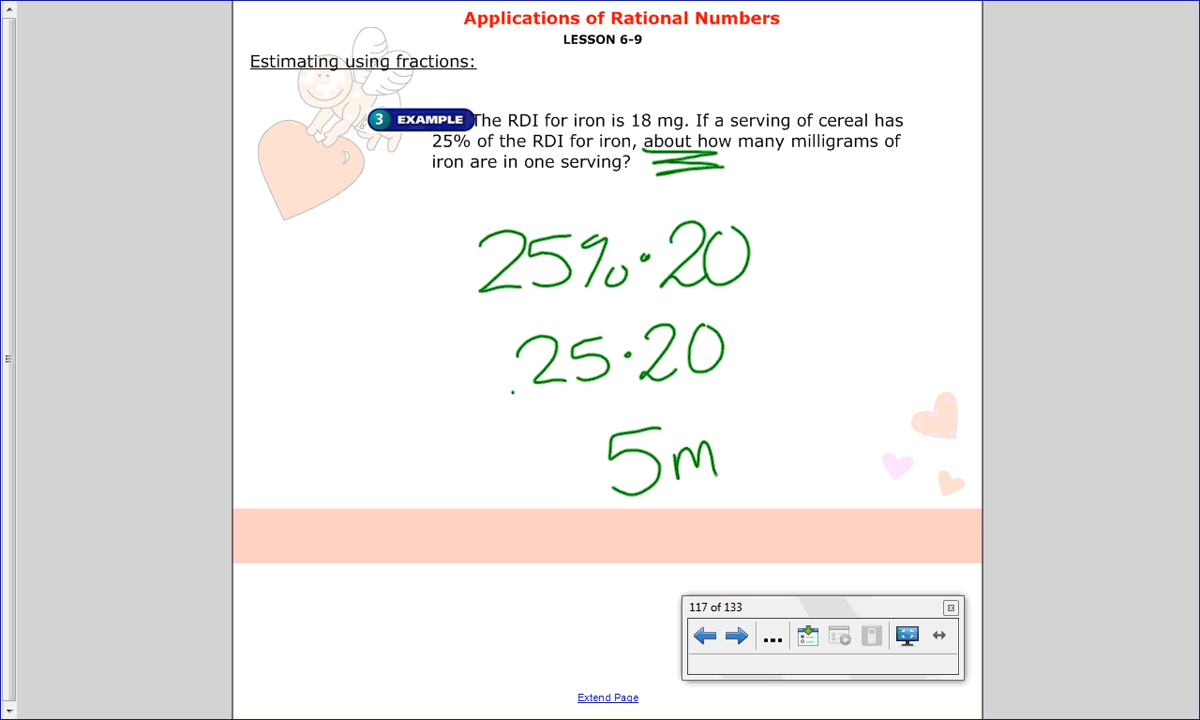 Applications of Rational Numbers
LESSON 6-9
Estimating using fractions:
3 EXAMPLE The RDI for iron is 18 mg. If a serving of cereal has
25% of the RDI for iron, about how many milligrams of
iron are in one serving?
25% · 20
.25 · 20
5m
117 of 133
...
Extend Page